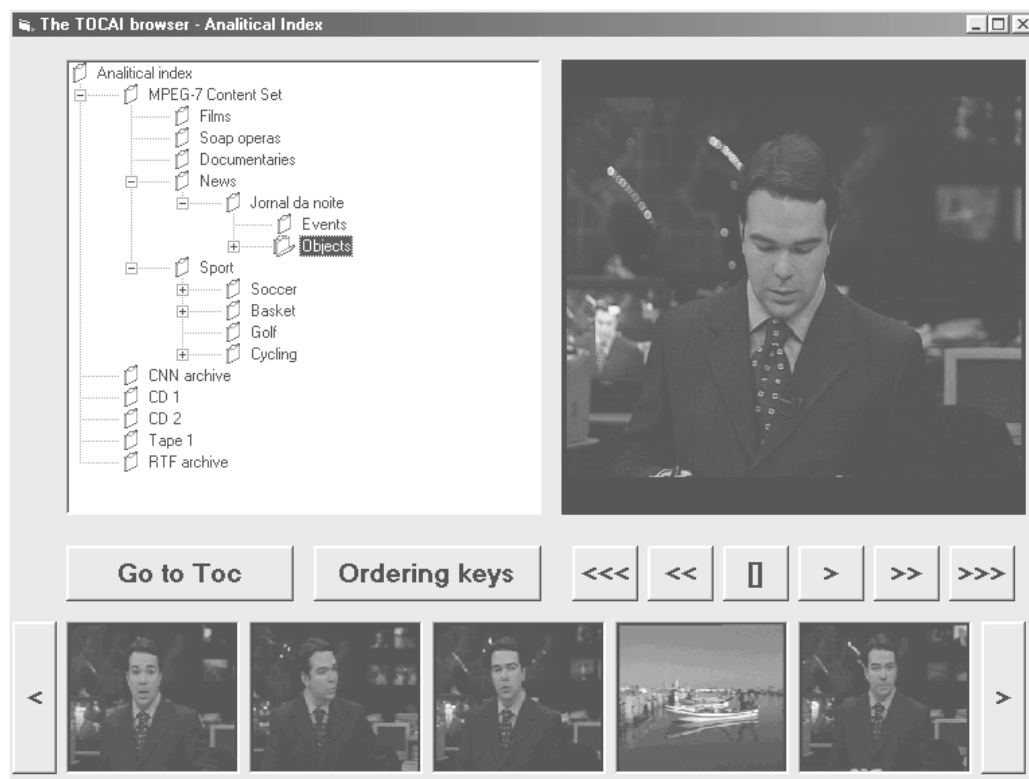 The TOCAI browser - Analitical Index
Analitical index
MPEG-7 Content Set
Films
Soap operas
Documentaries
News
Jornal da noite
Events
Objects
Sport
Soccer
Basket
Golf
Cycling
CNN archive
CD 1
CD 2
Tape 1
RTF archive
Go to Toc
Ordering keys
<<<
<<
[]
>
>>
>>>
<
>